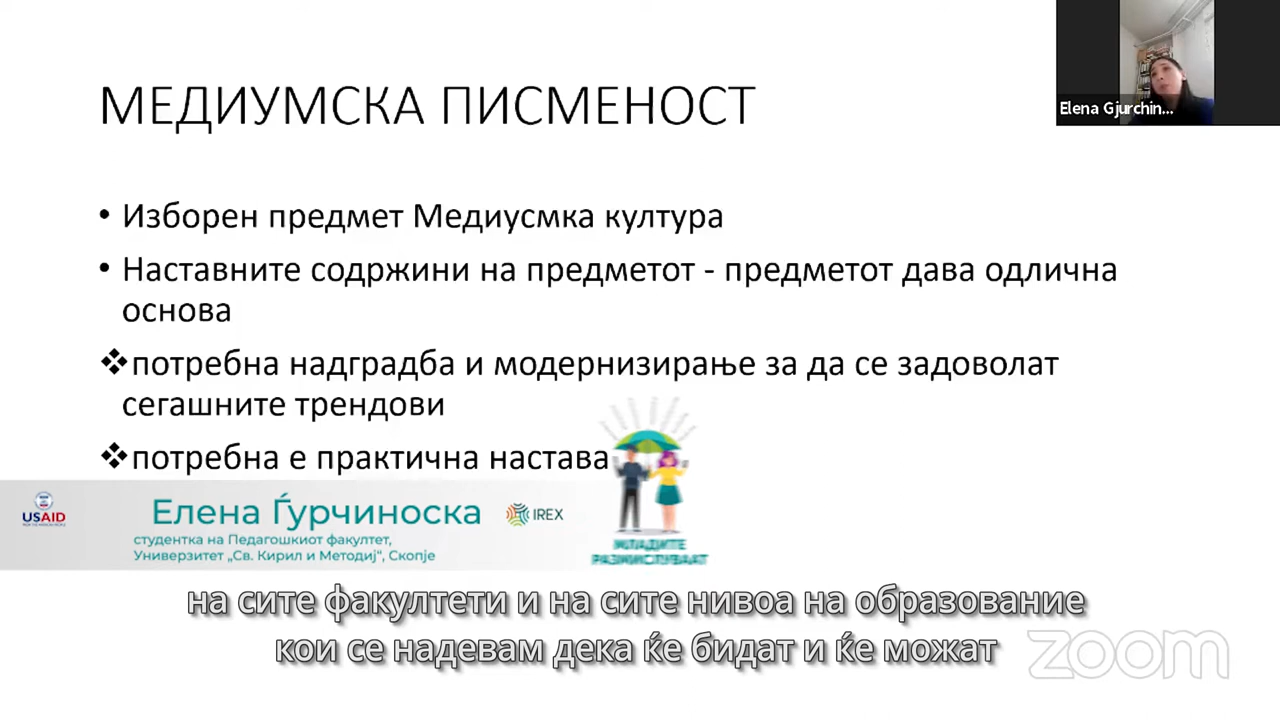 Elena Gjurchin...
МЕДИУМСКА ПИСМЕНОСТ
• Изборен предмет Медиусмка култура
• Наставните содржини на предметот - предметот дава одлична
основа
❖потребна надградба и модернизирање за да се задоволат
сегашните трендови
❖потребна е практична настава
USAID
Елена Ѓурчиноска
IREX
студентка на Педагошкиот факултет,
Универзитет „Св. Кирил и Методиј“, Скопје
МЛАДИТЕ
РАЗМИСЛУВААТ
на сите факултети и на сите нивоа на образование
кои се надевам дека ќе бидат и ќе можат
zoom